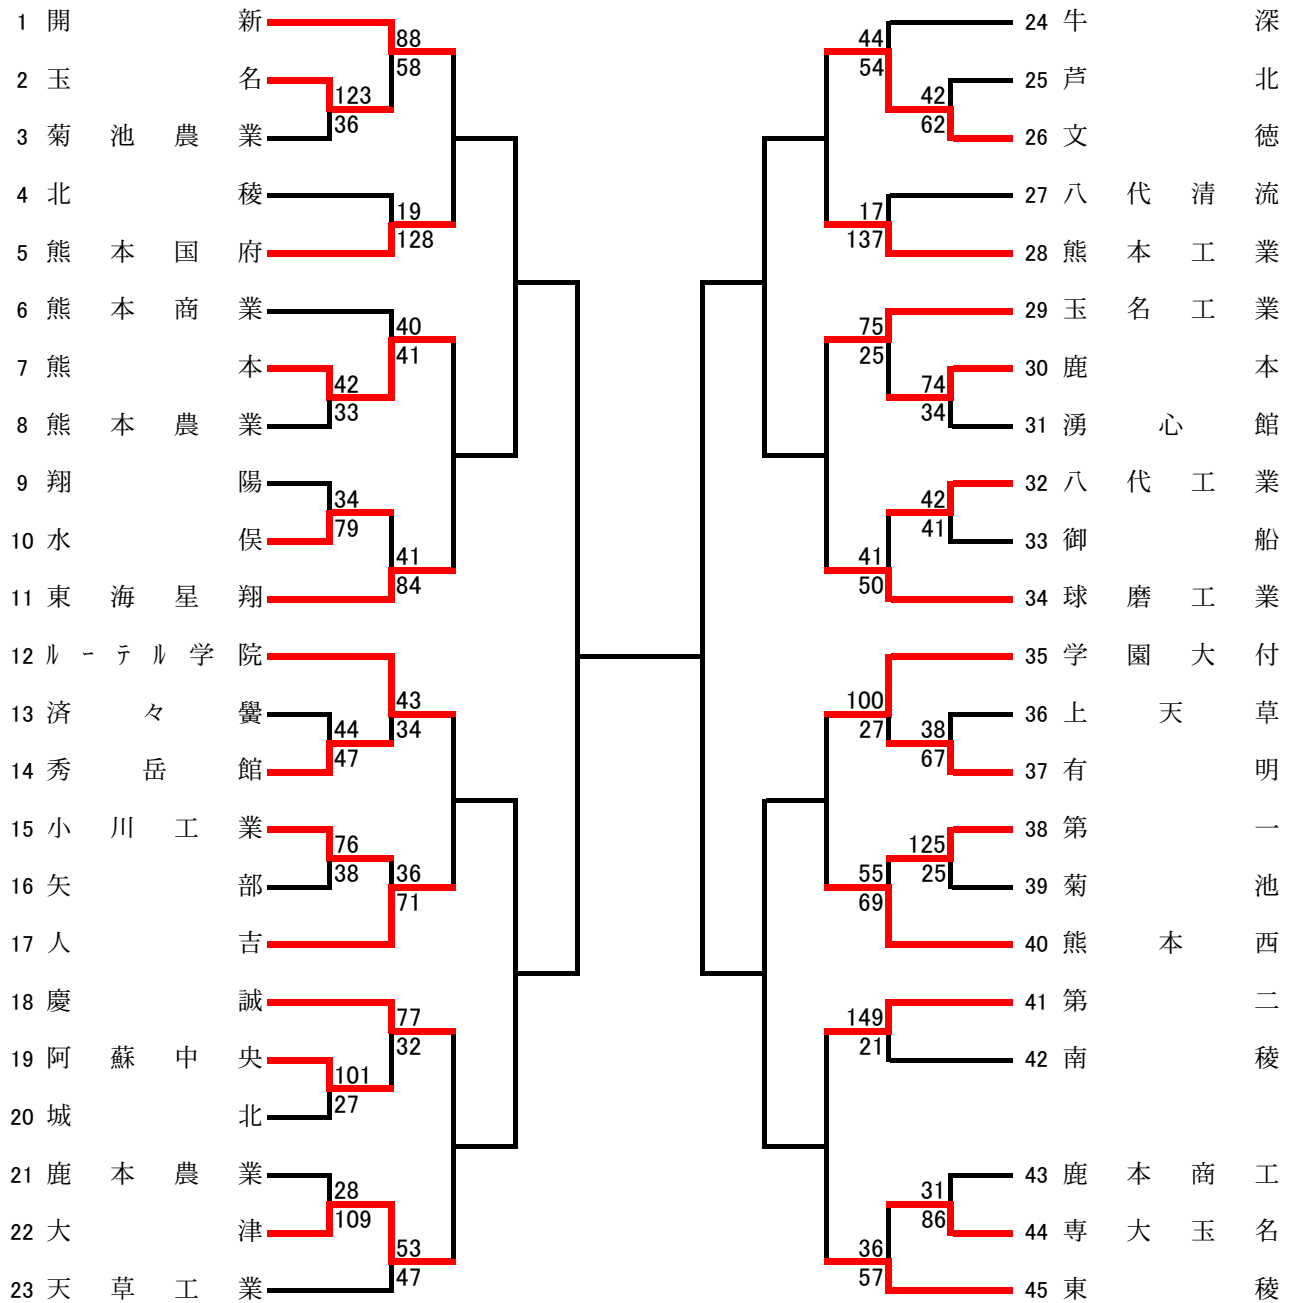 1 開新
88
58
2 玉名
123
36
3 菊池農業
4 北稜
19
128
5 熊本国府
6 熊本商業
40
41
7 熊本
42
33
8 熊本農業
9 翔陽
34
79
10 水俣
41
84
11 東海星翔
12 ルーテル学院
43
34
13 済々黌
44
47
14 秀岳館
15 小川工業
76
38
16 矢部
36
71
17 人吉
18 慶誠
77
32
19 阿蘇中央
101
27
20 城北
21 鹿本農業
28
109
22 大津
53
47
23 天草工業
24 牛深
44
54
25 芦北
42
62
26 文徳
27 八代清流
17
137
28 熊本工業
29 玉名工業
75
25
30 鹿本
74
34
31 湧心館
32 八代工業
42
41
33 御船
41
50
34 球磨工業
35 学園大付
100
27
36 上天草
38
67
37 有明
38 第一
125
25
39 菊池
55
69
40 熊本西
41 第二
149
21
42 南稜
43 鹿本商工
31
86
44 専大玉名
36
57
45 東稜